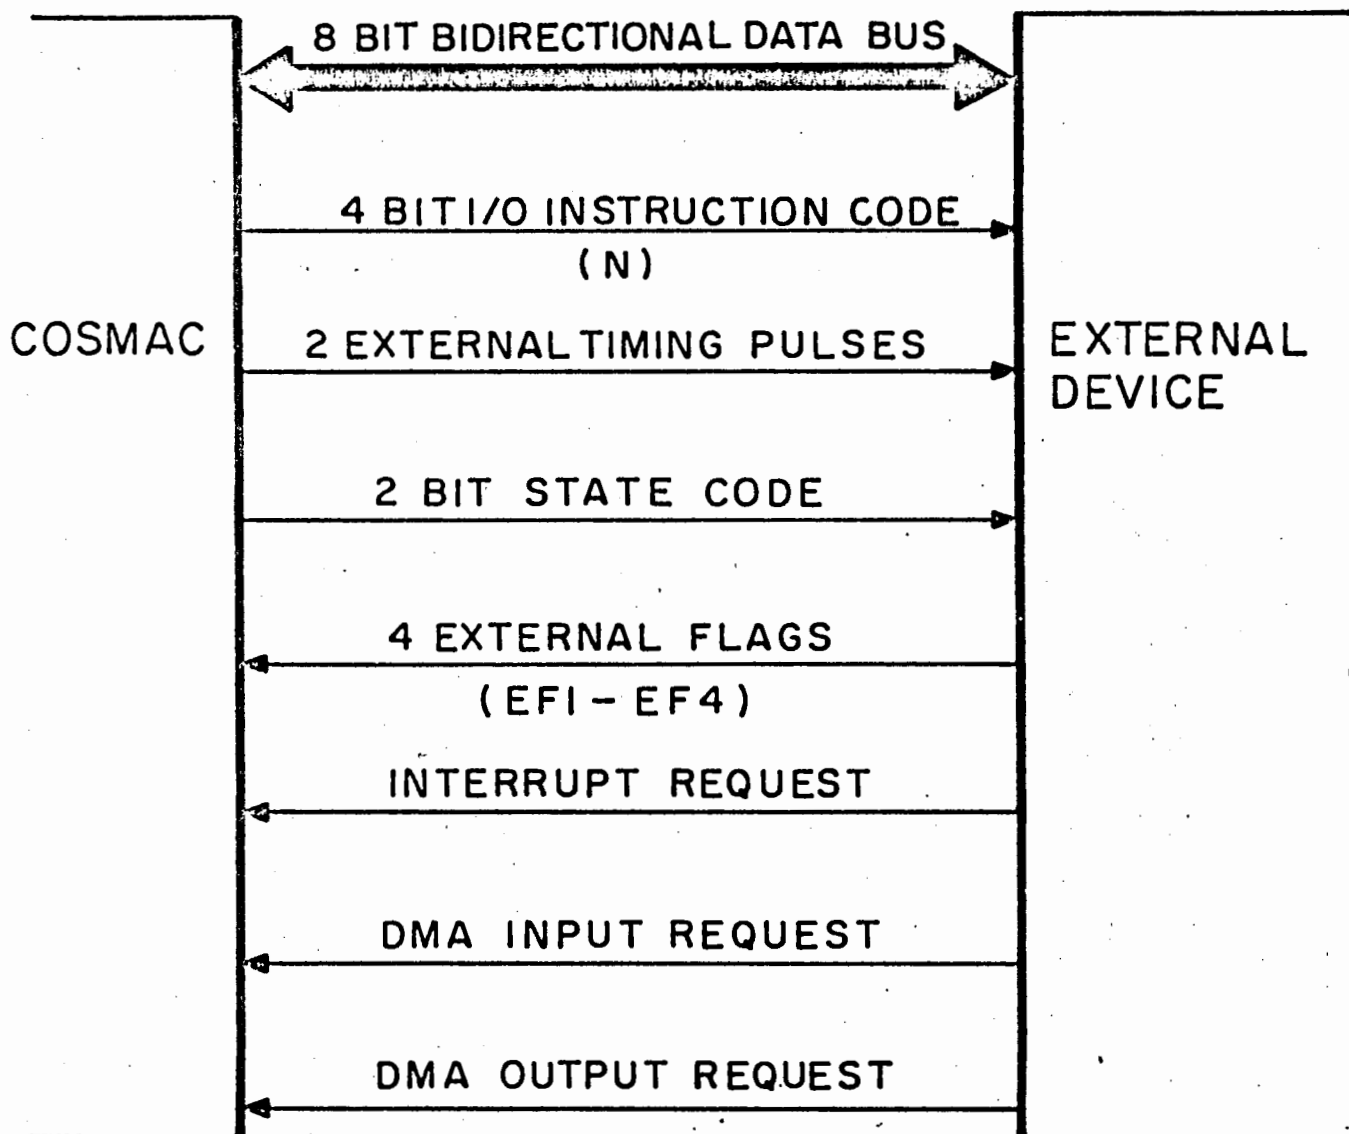 8 BIT BIDIRECTIONAL DATA BUS
4 BIT I/O INSTRUCTION CODE
(N)
COSMAC
2 EXTERNAL TIMING PULSES
EXTERNAL
DEVICE
2 BIT STATE CODE
4 EXTERNAL FLAGS
(EF1-EF4)
INTERRUPT REQUEST
DMA INPUT REQUEST
DMA OUTPUT REQUEST